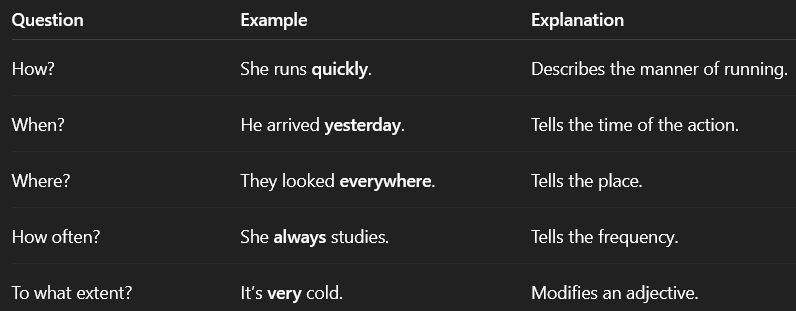 Question Example Explanation
How? She runs quickly. Describes the manner of running.
When? He arrived yesterday. Tells the time of the action.
Where? They looked everywhere. Tells the place.
How often? She always studies. Tells the frequency.
To what extent? It's very cold. Modifies an adjective.